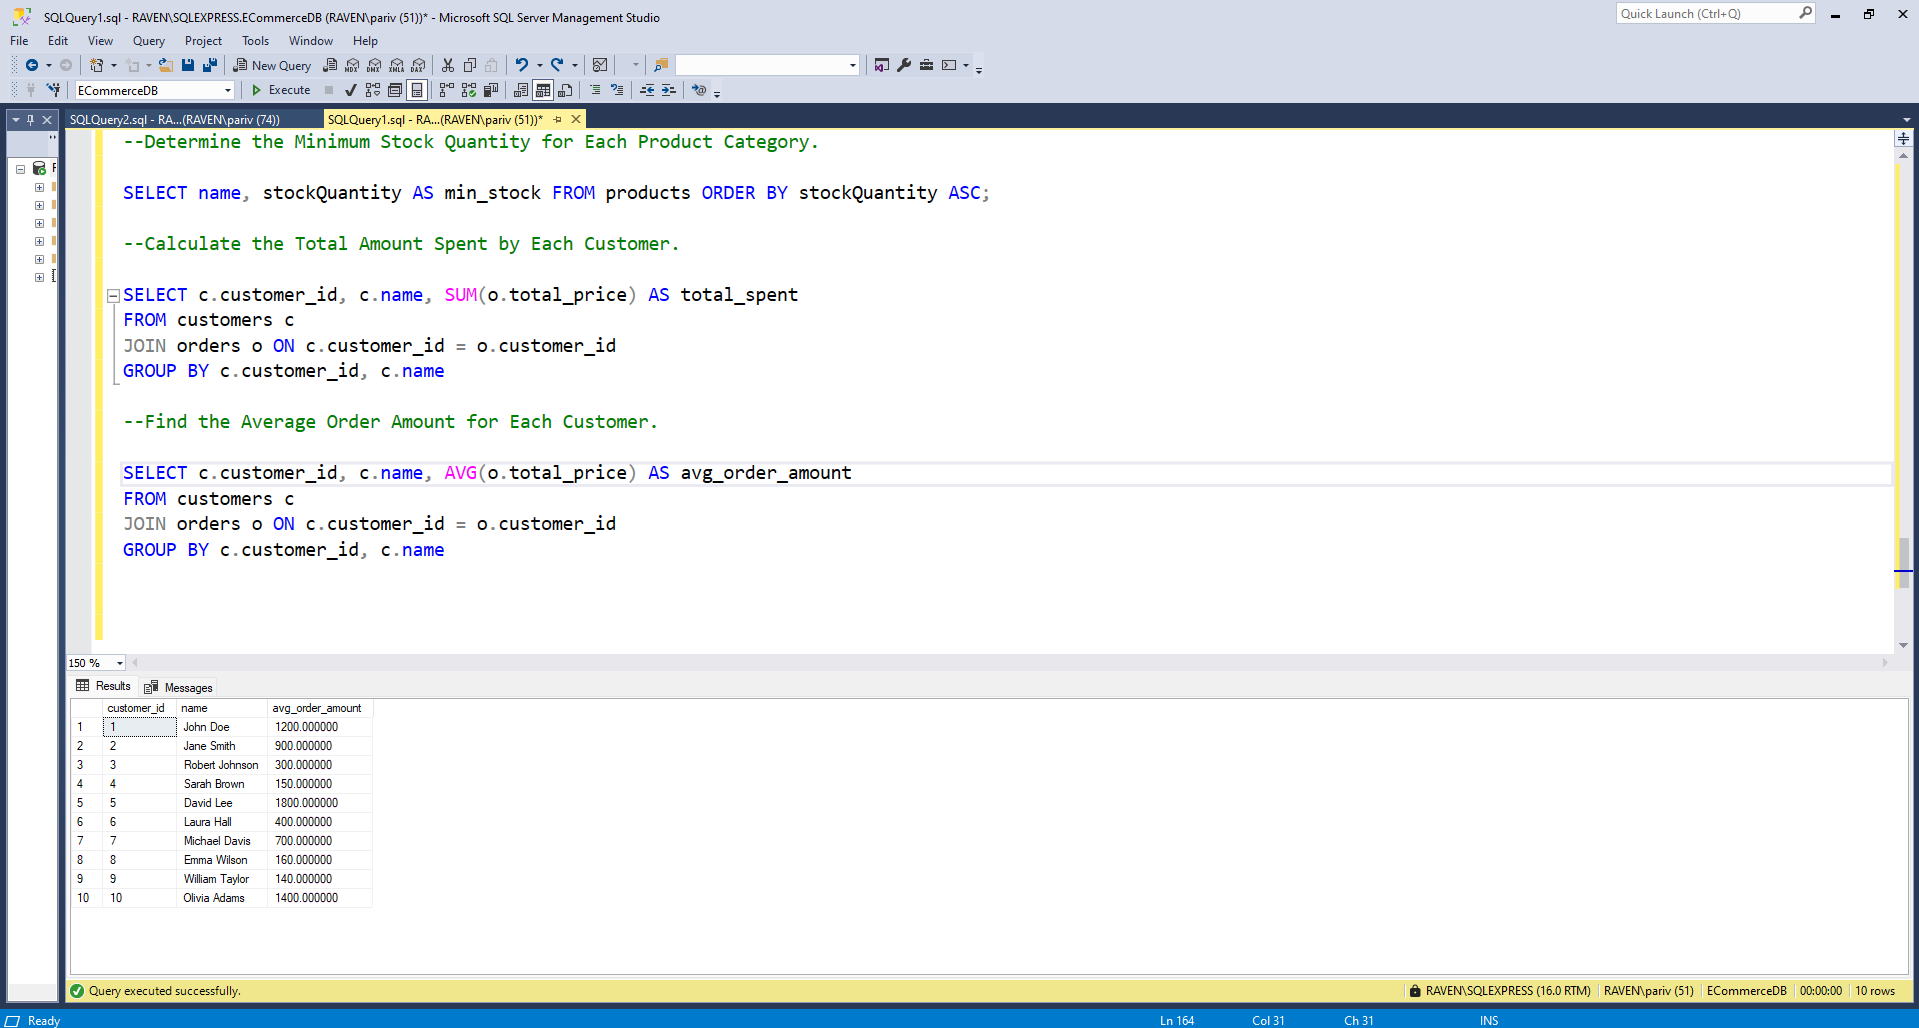 SQLQuery1.sql - RAVEN\SQLEXPRESS.ECommerceDB (RAVEN\pariv (51))* - Microsoft SQL Server Management Studio
Quick Launch (Ctrl+Q)
File Edit View Query Project Tools Window Help
New Query
MDX DMX XMLA DAX
ECommerceDB
Execute
SQLQuery2.sql - RA...(RAVEN\pariv (74))
SQLQuery1.sql - RA...(RAVEN\pariv (51))*
--Determine the Minimum Stock Quantity for Each Product Category.
SELECT name, stockQuantity AS min_stock FROM products ORDER BY stockQuantity ASC;
--Calculate the Total Amount Spent by Each Customer.
SELECT c.customer_id, c.name, SUM(o.total_price) AS total_spent
FROM customers c
JOIN orders o ON c.customer_id = o.customer_id
GROUP BY c.customer_id, c.name
--Find the Average Order Amount for Each Customer.
SELECT c.customer_id, c.name, AVG(o.total_price) AS avg_order_amount
FROM customers c
JOIN orders o ON c.customer_id = o.customer_id
GROUP BY c.customer_id, c.name
150 %
Results Messages
customer_id name avg_order_amount
1 1 John Doe 1200.000000
2 2 Jane Smith 900.000000
3 3 Robert Johnson 300.000000
4 4 Sarah Brown 150.000000
5 5 David Lee 1800.000000
6 6 Laura Hall 400.000000
7 7 Michael Davis 700.000000
8 8 Emma Wilson 160.000000
9 9 William Taylor 140.000000
10 10 Olivia Adams 1400.000000
Query executed successfully.
RAVEN\SQLEXPRESS (16.0 RTM) RAVEN\pariv (51) ECommerceDB 00:00:00 10 rows
Ready
Ln 164 Col 31 Ch 31 INS